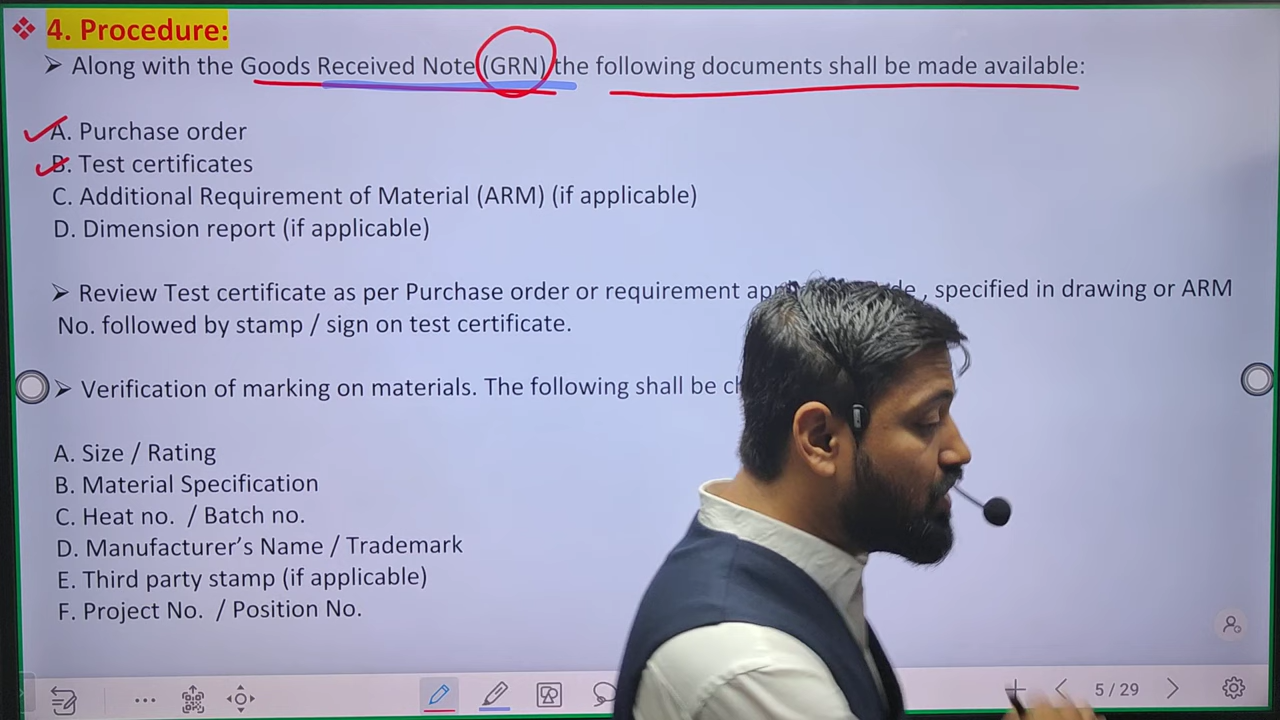 4. Procedure:
Along with the Goods Received Note (GRN) the following documents shall be made available:
A. Purchase order
B. Test certificates
C. Additional Requirement of Material (ARM) (if applicable)
D. Dimension report (if applicable)
Review Test certificate as per Purchase order or requirement , specified in drawing or ARM
No. followed by stamp / sign on test certificate.
Verification of marking on materials. The following shall be
A. Size / Rating
B. Material Specification
C. Heat no. / Batch no.
D. Manufacturer’s Name / Trademark
E. Third party stamp (if applicable)
F. Project No. / Position No.
5 / 29